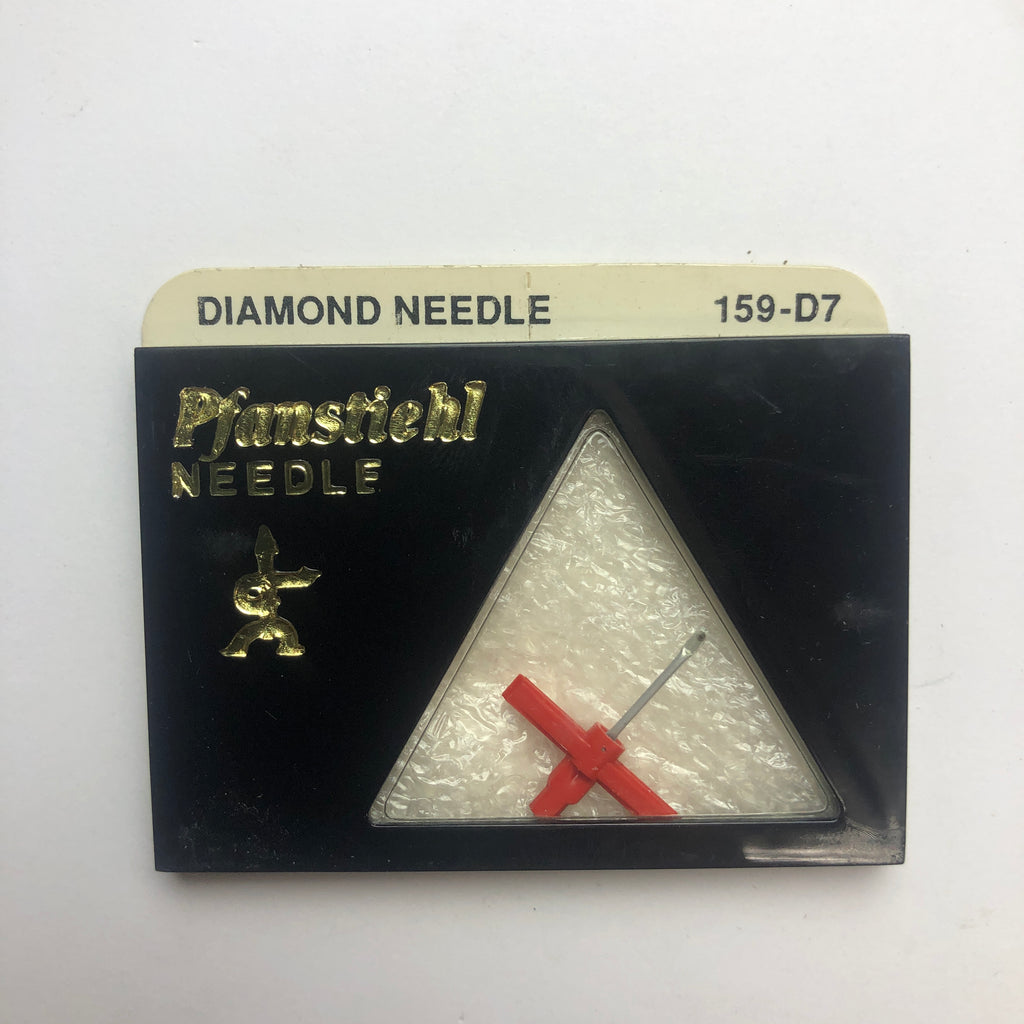 DIAMOND NEEDLE 159-D7
Pfanstiehl
NEEDLE